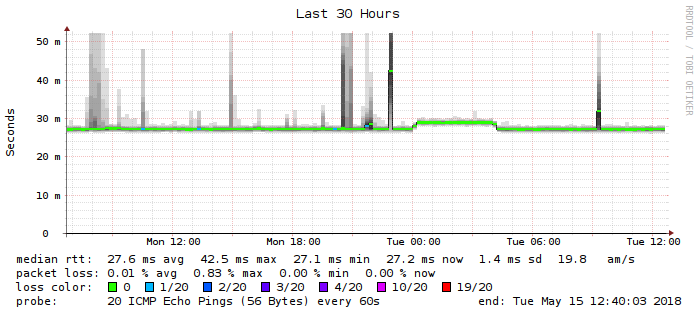 Last 30 Hours
RRDTOOL / TOBI OETIKER
Seconds
50 m
40 m
30 m
20 m
10 m
0
Mon 12:00 Mon 18:00 Tue 00:00 Tue 06:00 Tue 12:00
median rtt: 27.6 ms avg 42.5 ms max 27.1 ms min 27.2 ms now 1.4 ms sd 19.8 am/s
packet loss: 0.01 % avg 0.83 % max 0.00 % min 0.00 % now
loss color: 0 1/20 2/20 3/20 4/20 10/20 19/20
probe: 20 ICMP Echo Pings (56 Bytes) every 60s end: Tue May 15 12:40:03 2018